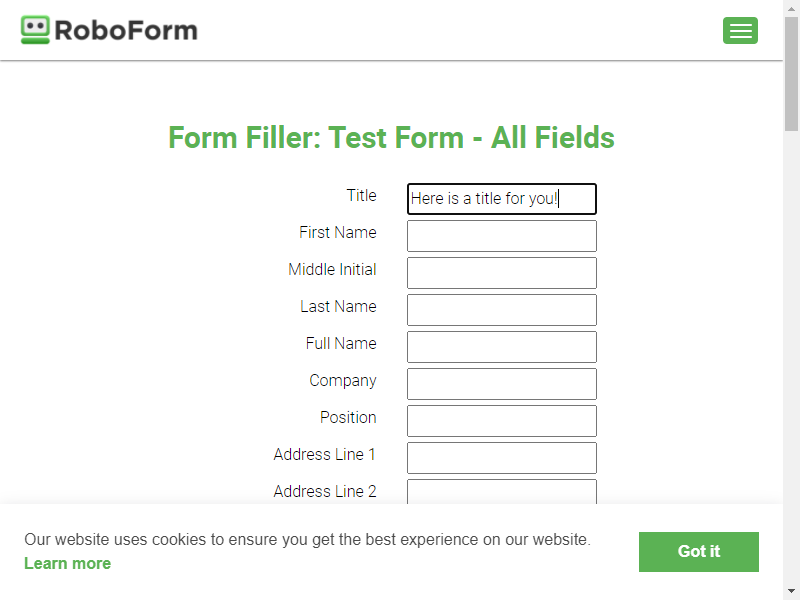 RoboForm
Form Filler: Test Form - All Fields
Title
Here is a title for you!
First Name
Middle Initial
Last Name
Full Name
Company
Position
Address Line 1
Address Line 2
Our website uses cookies to ensure you get the best experience on our website.
Learn more
Got it